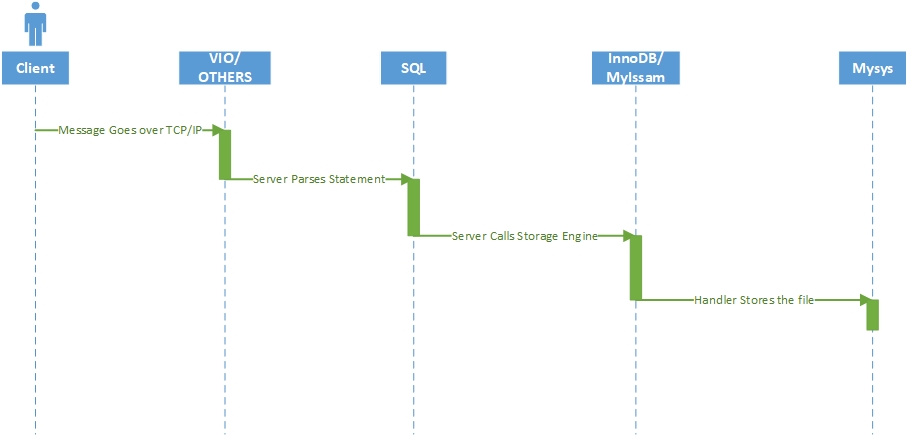 Client
VIO/
OTHERS
SQL
InnoDB/
MyIssam
Mysys
Message Goes over TCP/IP
Server Parses Statement
Server Calls Storage Engine
Handler Stores the file